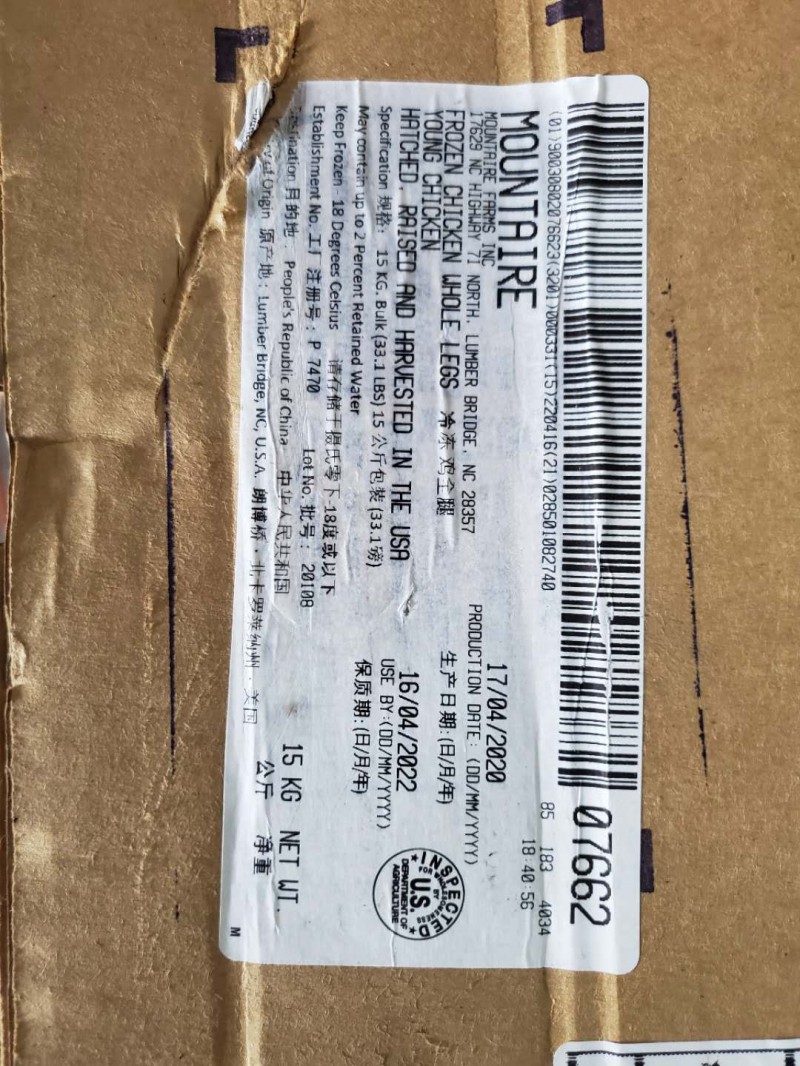 (01)90030802076623(3201)000331(15)220416(21)028501082740
07662
85 183 4034
18:40:56
MOUNTAIRE
MOUNTAIRE FARMS INC
17629 NC HIGHWAY 71 NORTH, LUMBER BRIDGE, NC 28357
FROZEN CHICKEN WHOLE LEGS 冷冻鸡全腿
YOUNG CHICKEN
HATCHED, RAISED AND HARVESTED IN THE USA
17/04/2020
PRODUCTION DATE: (DD/MM/YYYY)
生产日期:(日/月/年)
16/04/2022
USE BY:(DD/MM/YYYY)
保质期:(日/月/年)
Specification 规格: 15 KG. Bulk (33.1 LBS) 15 公斤包装 (33.1磅)
May contain up to 2 Percent Retained Water
Keep Frozen - 18 Degrees Celsius 请存储于摄氏零下-18度或以下
Establishment No. 工厂注册号: P 7470 Lot No. 批号: 20108
目的地: People's Republic of China 中华人民共和国
of Origin 原产地: Lumber Bridge, NC, U.S.A. 朗博桥, 北卡罗莱纳州, 美国
15 KG NET WT.
公斤 净重
INSPECTED
FOR WHOLESOMENESS BY
U.S.
DEPARTMENT OF
AGRICULTURE
M